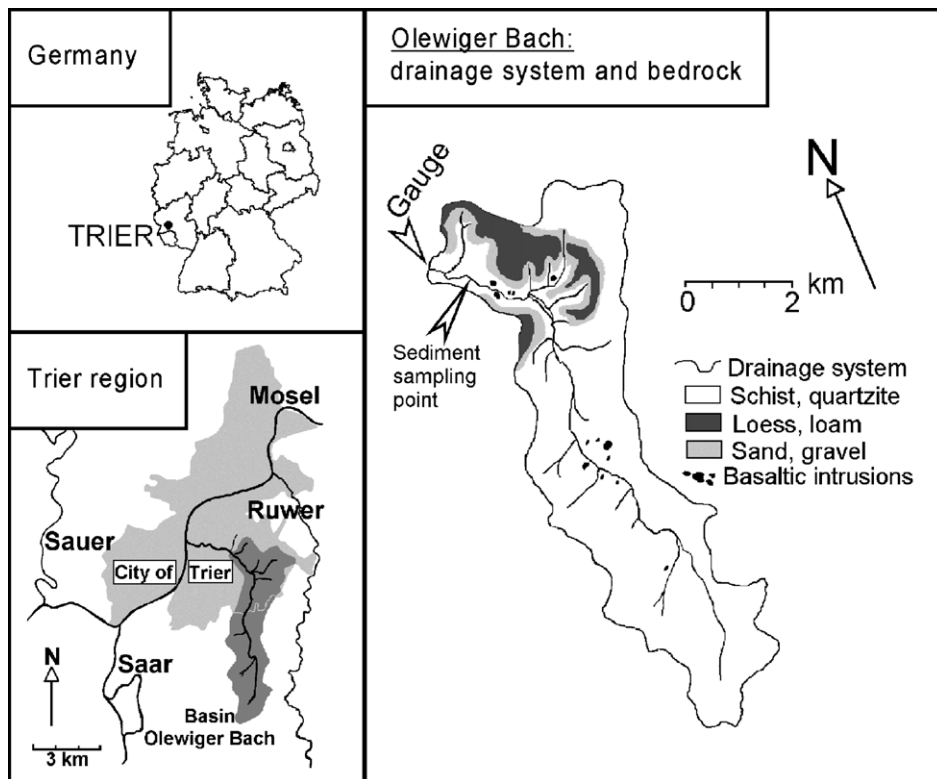 Germany
TRIER
Trier region
Mosel
Ruwer
Sauer
City of Trier
Saar
N
3 km
Basin
Olewiger Bach
Olewiger Bach:
drainage system and bedrock
N
Gauge
0 2 km
Sediment
sampling
point
Drainage system
Schist, quartzite
Loess, loam
Sand, gravel
Basaltic intrusions